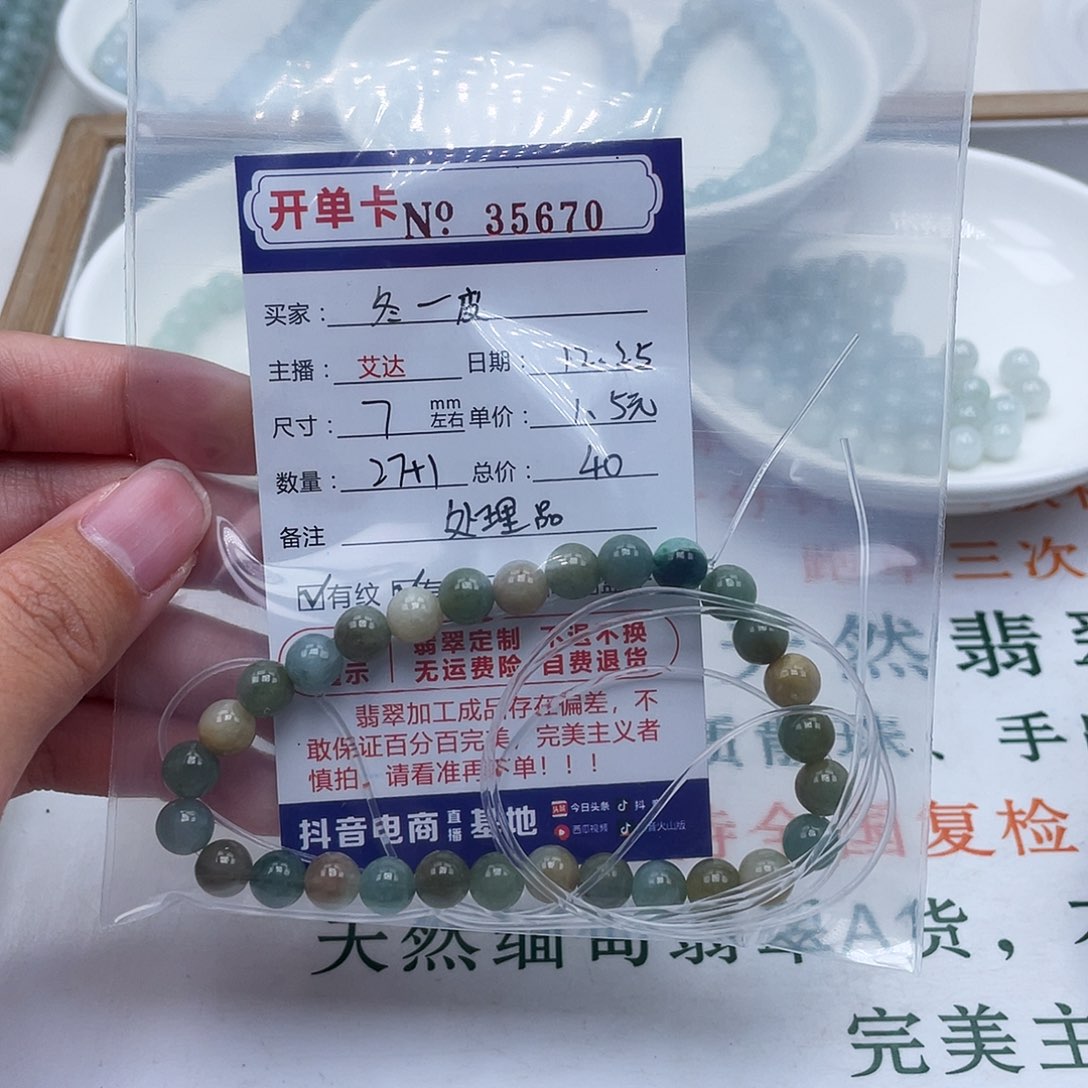 开单卡 Nº 35670
买家：冬一皮
主播：艾达 日期：12.25
尺寸：7 mm左右 单价：1.5元
数量：27+1 总价：40
备注 处理品
有纹
翡翠定制 不退不换
示 无运费险 自费退货
翡翠加工成品存在偏差，不
敢保证百分百完美，完美主义者
慎拍，请看准再下单！！！
抖音电商直播基地 今日头条 西瓜视频
三次
天然 翡翠
、手
全国复检
天然缅甸翡翠A货，
完美主